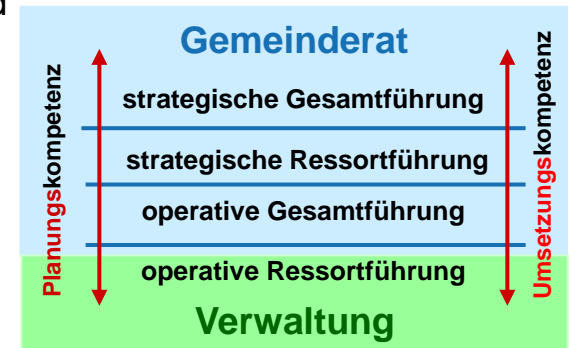 d
Gemeinderat
Planungskompetenz
strategische Gesamtführung
strategische Ressortführung
operative Gesamtführung
operative Ressortführung
Umsetzungskompetenz
Verwaltung